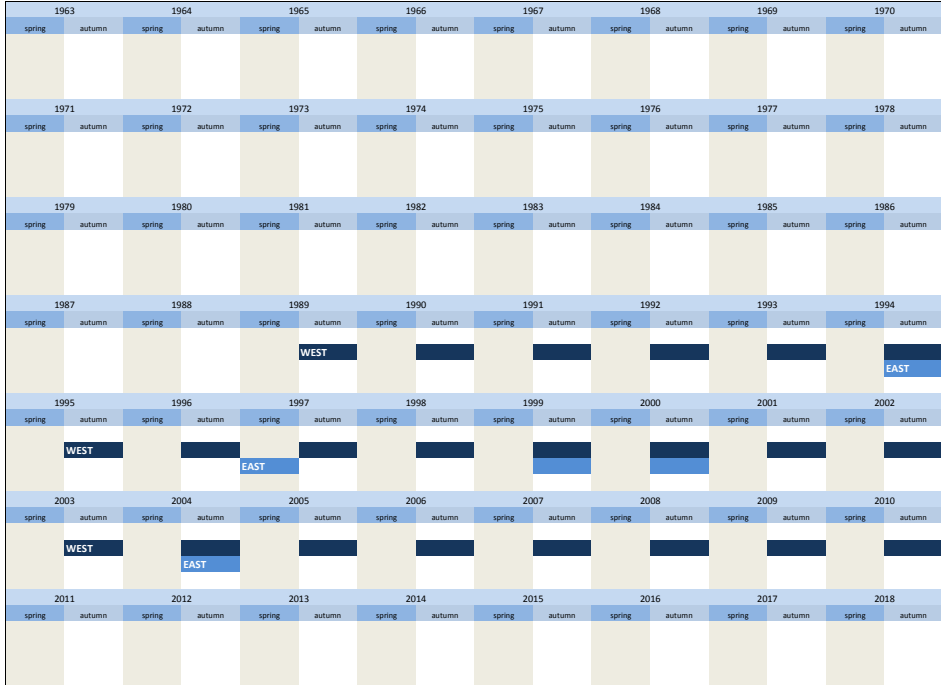 1963 1964 1965 1966 1967 1968 1969 1970
spring autumn spring autumn spring autumn spring autumn spring autumn spring autumn spring autumn spring autumn
1971 1972 1973 1974 1975 1976 1977 1978
spring autumn spring autumn spring autumn spring autumn spring autumn spring autumn spring autumn spring autumn
1979 1980 1981 1982 1983 1984 1985 1986
spring autumn spring autumn spring autumn spring autumn spring autumn spring autumn spring autumn spring autumn
1987 1988 1989 1990 1991 1992 1993 1994
spring autumn spring autumn spring autumn spring autumn spring autumn spring autumn spring autumn spring autumn
WEST
EAST
1995 1996 1997 1998 1999 2000 2001 2002
spring autumn spring autumn spring autumn spring autumn spring autumn spring autumn spring autumn spring autumn
WEST
EAST
2003 2004 2005 2006 2007 2008 2009 2010
spring autumn spring autumn spring autumn spring autumn spring autumn spring autumn spring autumn spring autumn
WEST
EAST
2011 2012 2013 2014 2015 2016 2017 2018
spring autumn spring autumn spring autumn spring autumn spring autumn spring autumn spring autumn spring autumn